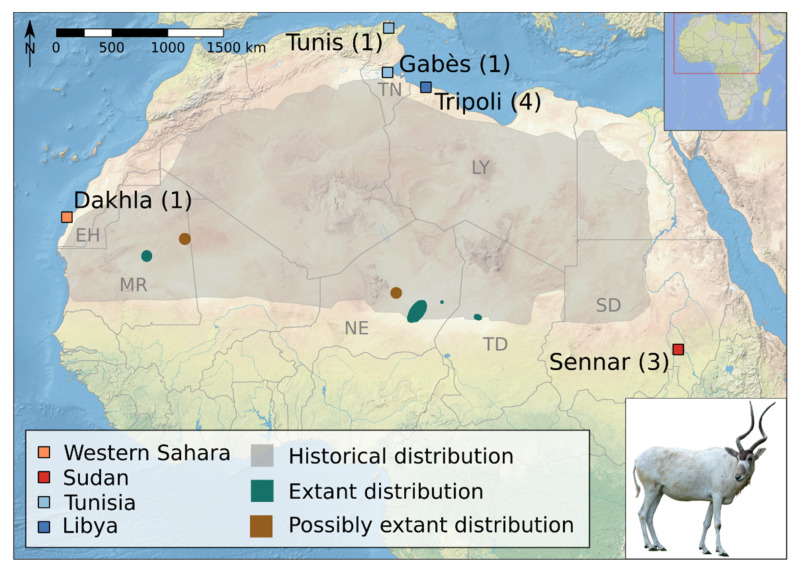 N
0 500 1000 1500 km
Tunis (1)
Gabès (1)
TN
Tripoli (4)
LY
Dakhla (1)
EH
MR
NE
TD
SD
Sennar (3)
Western Sahara
Sudan
Tunisia
Libya
Historical distribution
Extant distribution
Possibly extant distribution